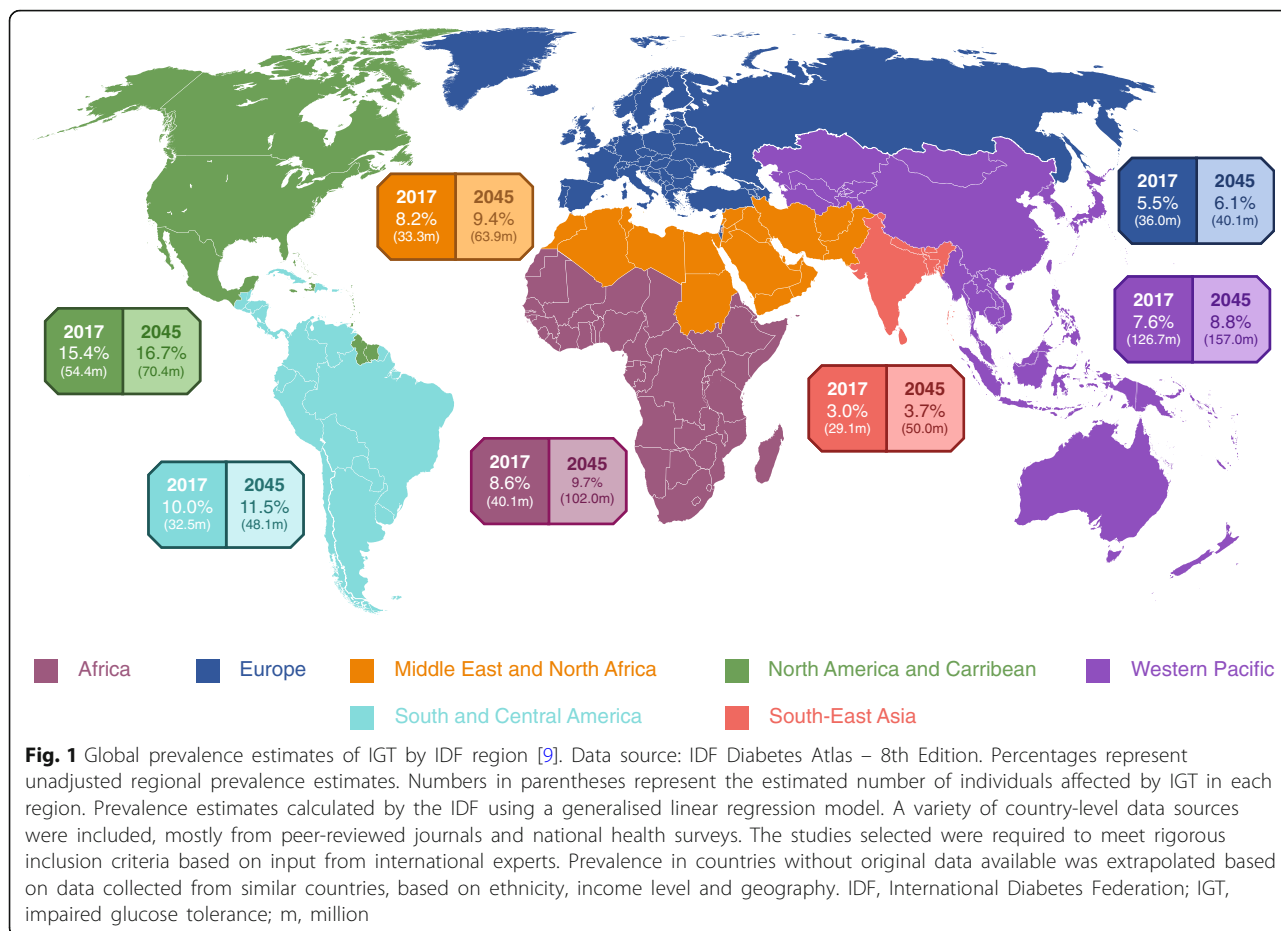 2017 2045
8.2% 9.4%
(33.3m) (63.9m)
2017 2045
5.5% 6.1%
(36.0m) (40.1m)
2017 2045
7.6% 8.8%
(126.7m) (157.0m)
2017 2045
15.4% 16.7%
(54.4m) (70.4m)
2017 2045
3.0% 3.7%
(29.1m) (50.0m)
2017 2045
8.6% 9.7%
(40.1m) (102.0m)
2017 2045
10.0% 11.5%
(32.5m) (48.1m)
Africa Europe Middle East and North Africa North America and Carribean Western Pacific
South and Central America South-East Asia
Fig. 1 Global prevalence estimates of IGT by IDF region [9]. Data source: IDF Diabetes Atlas – 8th Edition. Percentages represent
unadjusted regional prevalence estimates. Numbers in parentheses represent the estimated number of individuals affected by IGT in each
region. Prevalence estimates calculated by the IDF using a generalised linear regression model. A variety of country-level data sources
were included, mostly from peer-reviewed journals and national health surveys. The studies selected were required to meet rigorous
inclusion criteria based on input from international experts. Prevalence in countries without original data available was extrapolated based
on data collected from similar countries, based on ethnicity, income level and geography. IDF, International Diabetes Federation; IGT,
impaired glucose tolerance; m, million